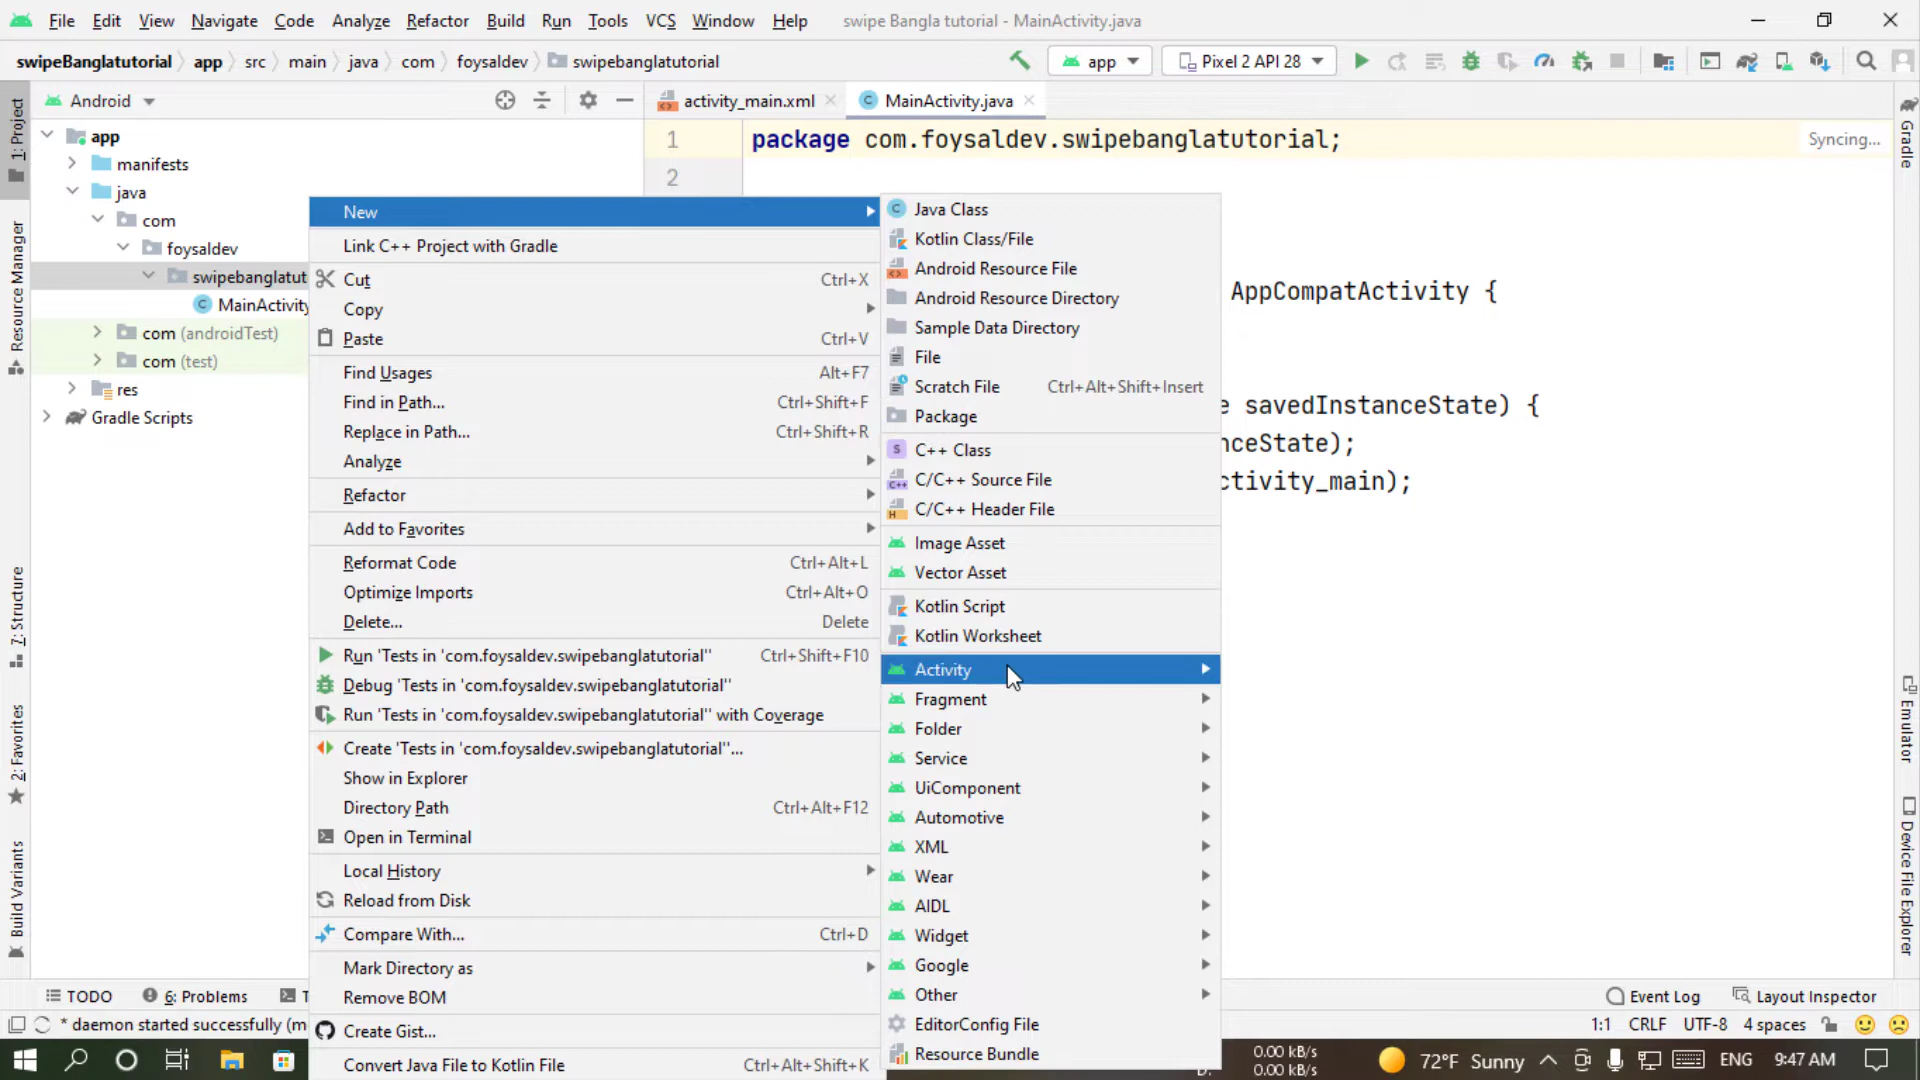 File Edit View Navigate Code Analyze Refactor Build Run Tools VCS Window Help swipe Bangla tutorial - MainActivity.java
swipeBanglatutorial app src main java com foysaldev swipebanglatutorial app Pixel 2 API 28
Android activity_main.xml MainActivity.java
1: Project
Resource Manager
7: Structure
2: Favorites
Build Variants
app
manifests
java
com
foysaldev
swipebanglatut
MainActivity
com (androidTest)
com (test)
res
Gradle Scripts
1 package com.foysaldev.swipebanglatutorial; Syncing...
2
AppCompatActivity {
e savedInstanceState) {
nceState);
ctivity_main);
New
Link C++ Project with Gradle
Cut Ctrl+X
Copy
Paste Ctrl+V
Find Usages Alt+F7
Find in Path... Ctrl+Shift+F
Replace in Path... Ctrl+Shift+R
Analyze
Refactor
Add to Favorites
Reformat Code Ctrl+Alt+L
Optimize Imports Ctrl+Alt+O
Delete... Delete
Run 'Tests in 'com.foysaldev.swipebanglatutorial'' Ctrl+Shift+F10
Debug 'Tests in 'com.foysaldev.swipebanglatutorial''
Run 'Tests in 'com.foysaldev.swipebanglatutorial'' with Coverage
Create 'Tests in 'com.foysaldev.swipebanglatutorial''...
Show in Explorer
Directory Path Ctrl+Alt+F12
Open in Terminal
Local History
Reload from Disk
Compare With... Ctrl+D
Mark Directory as
Remove BOM
Create Gist...
Convert Java File to Kotlin File Ctrl+Alt+Shift+K
Java Class
Kotlin Class/File
Android Resource File
Android Resource Directory
Sample Data Directory
File
Scratch File Ctrl+Alt+Shift+Insert
Package
C++ Class
C/C++ Source File
C/C++ Header File
Image Asset
Vector Asset
Kotlin Script
Kotlin Worksheet
Activity
Fragment
Folder
Service
UiComponent
Automotive
XML
Wear
AIDL
Widget
Google
Other
EditorConfig File
Resource Bundle
Gradle
Emulator
Device File Explorer
TODO 6: Problems T Event Log Layout Inspector
* daemon started successfully (m 1:1 CRLF UTF-8 4 spaces
D: 0.00 kB/s
0.00 kB/s
72°F Sunny ENG 9:47 AM